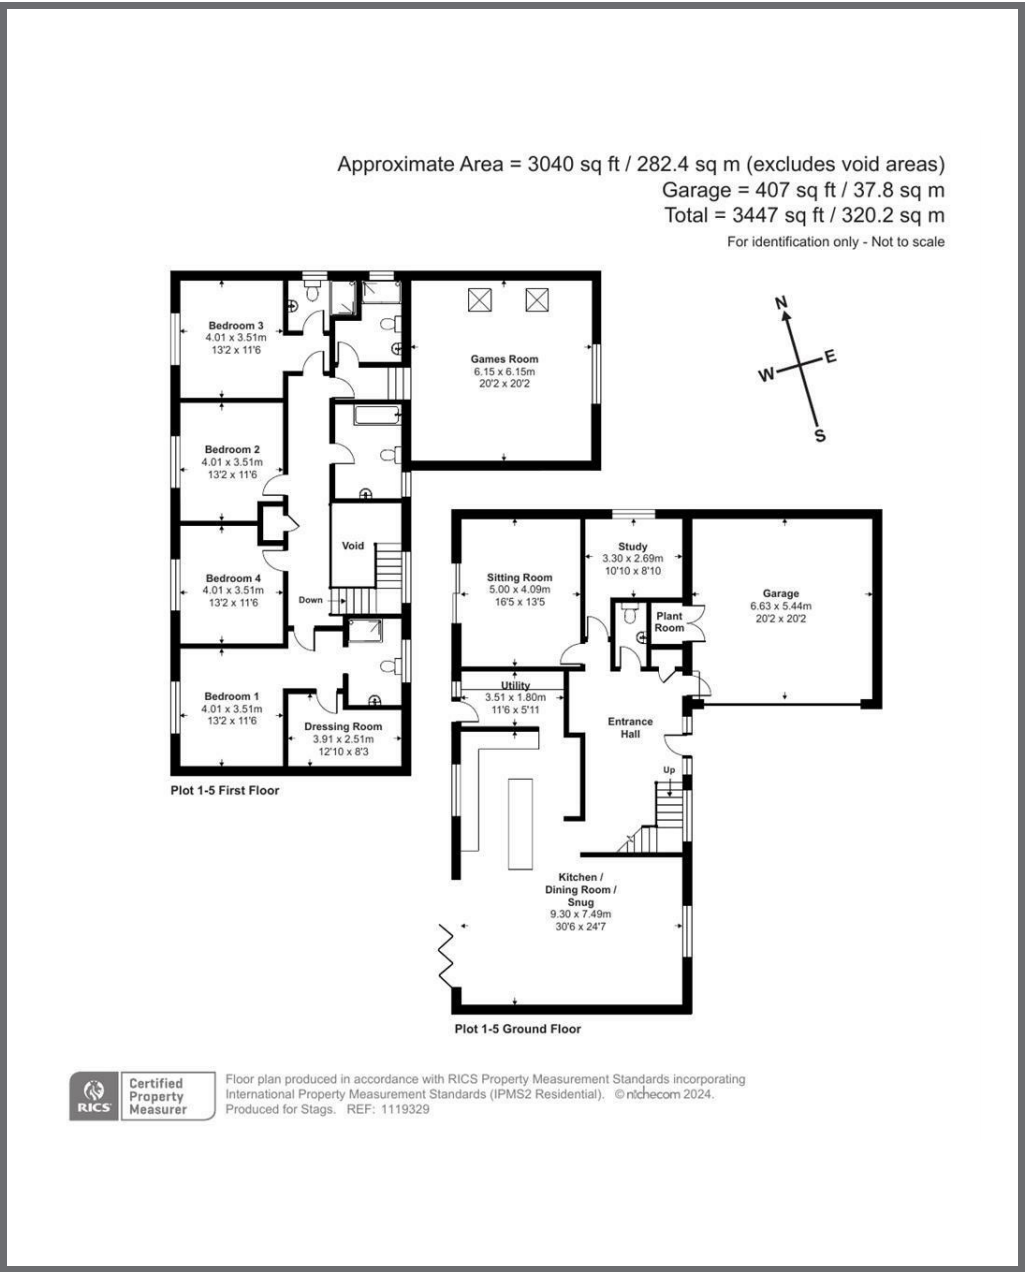 Approximate Area = 3040 sq ft / 282.4 sq m (excludes void areas)
Garage = 407 sq ft / 37.8 sq m
Total = 3447 sq ft / 320.2 sq m
For identification only - Not to scale
N
E
W
S
Bedroom 3
4.01 x 3.51m
13'2 x 11'6
Games Room
6.15 x 6.15m
20'2 x 20'2
Bedroom 2
4.01 x 3.51m
13'2 x 11'6
Void
Bedroom 4
4.01 x 3.51m
13'2 x 11'6
Down
Bedroom 1
4.01 x 3.51m
13'2 x 11'6
Dressing Room
3.91 x 2.51m
12'10 x 8'3
Plot 1-5 First Floor
Sitting Room
5.00 x 4.09m
16'5 x 13'5
Study
3.30 x 2.69m
10'10 x 8'10
Plant
Room
Garage
6.63 x 5.44m
20'2 x 20'2
Utility
3.51 x 1.80m
11'6 x 5'11
Entrance
Hall
Up
Kitchen /
Dining Room /
Snug
9.30 x 7.49m
30'6 x 24'7
Plot 1-5 Ground Floor
RICS
Certified
Property
Measurer
Floor plan produced in accordance with RICS Property Measurement Standards incorporating
International Property Measurement Standards (IPMS2 Residential). © nichecom 2024.
Produced for Stags. REF: 1119329